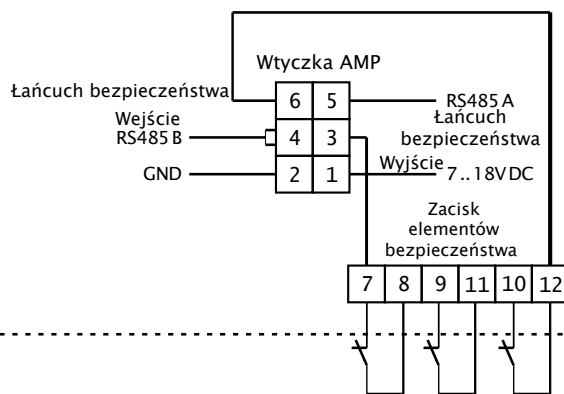 Wtyczka AMP
Łańcuch bezpieczeństwa
6 5
RS485 A
Wejście
RS485 B
4 3
Łańcuch
bezpieczeństwa
Wyjście
GND
2 1
7 .. 18V DC
Zacisk
elementów
bezpieczeństwa
7 8 9 11 10 12